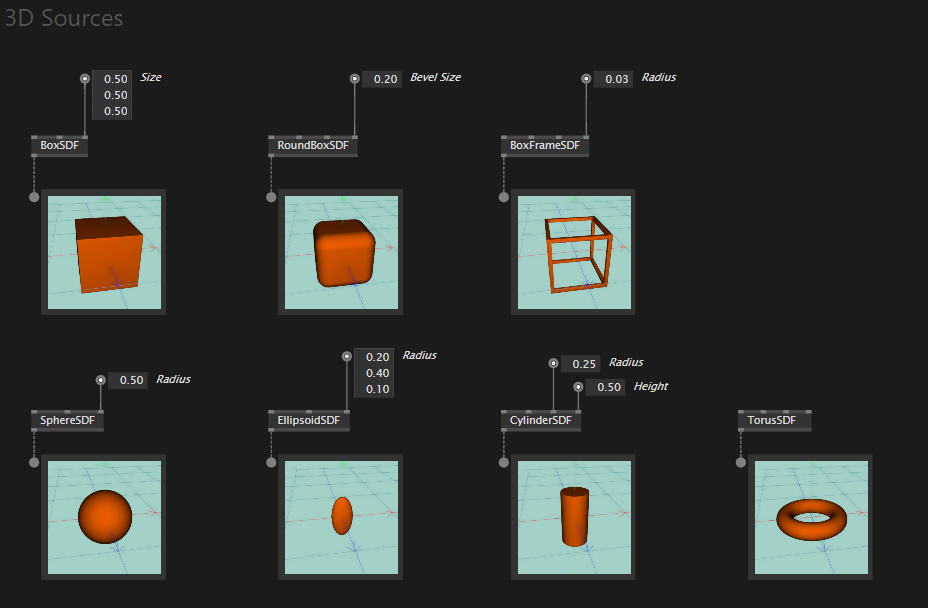 3D Sources
0.50 Size
0.50
0.50
0.20 Bevel Size
0.03 Radius
BoxSDF
RoundBoxSDF
BoxFrameSDF
0.50 Radius
0.20 Radius
0.40
0.10
0.25 Radius
0.50 Height
SphereSDF
EllipsoidSDF
CylinderSDF
TorusSDF